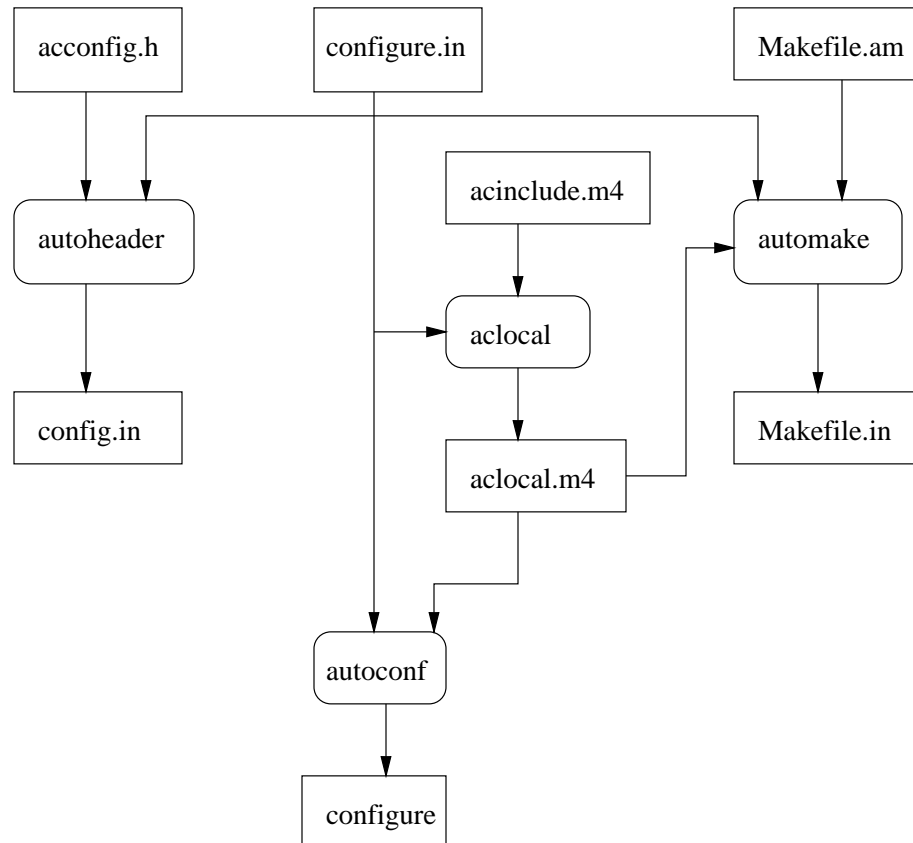 acconfig.h
configure.in
Makefile.am
acinclude.m4
autoheader
automake
aclocal
config.in
Makefile.in
aclocal.m4
autoconf
configure